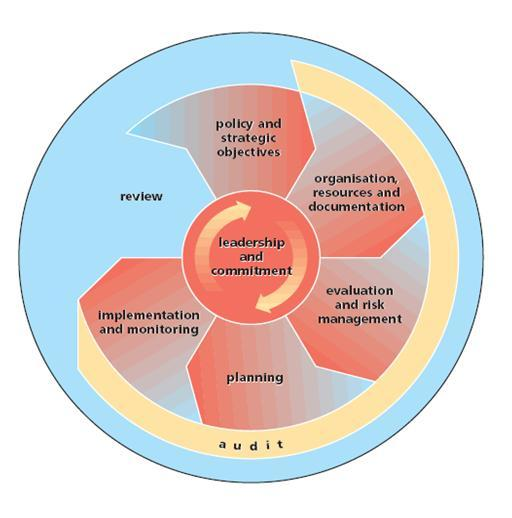 policy and
strategic
objectives
organisation,
resources and
documentation
review
leadership
and
commitment
evaluation
and risk
management
implementation
and monitoring
planning
audit